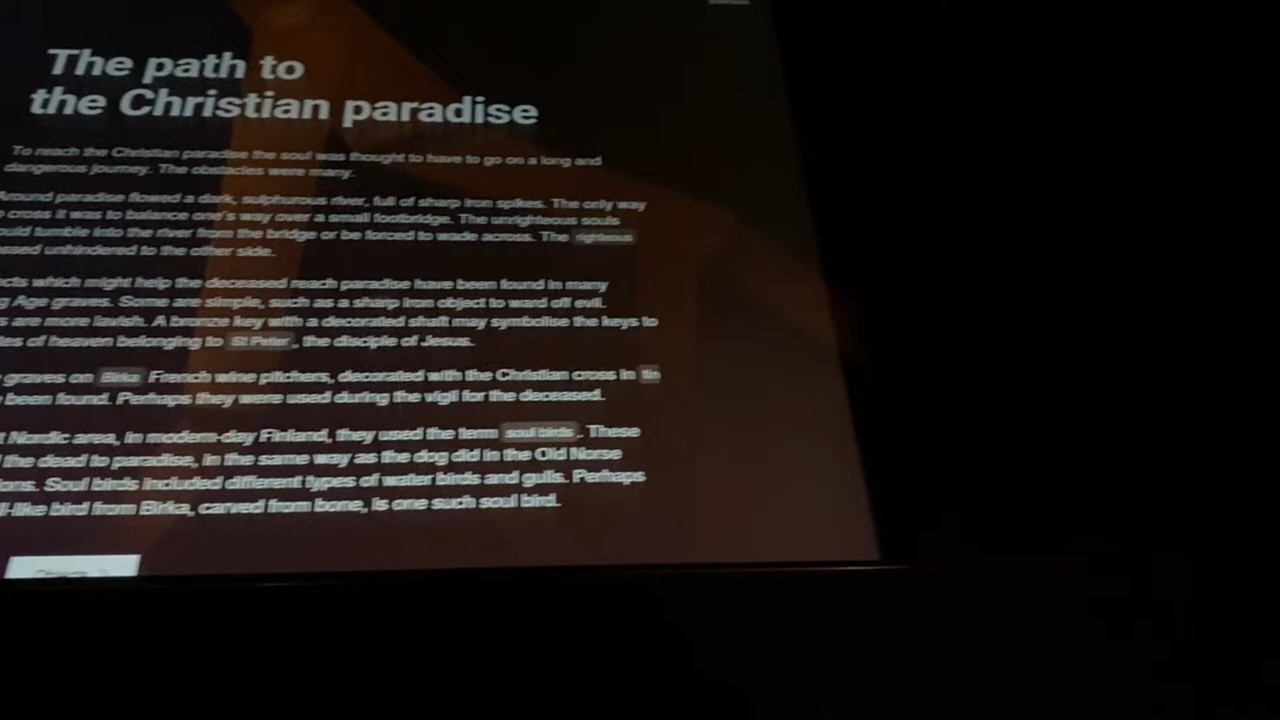 The path to
the Christian paradise
To reach the Christian paradise the soul was thought to have to go on a long and
dangerous journey. The obstacles were many.
Around paradise flowed a dark, sulphurous river, full of sharp iron spikes. The only way
cross it was to balance one's way over a small footbridge. The unrighteous souls
ould tumble into the river from the bridge or be forced to wade across. The righteous
ssed unhindered to the other side.
cts which might help the deceased reach paradise have been found in many
g Age graves. Some are simple, such as a sharp iron object to ward off evil.
s are more lavish. A bronze key with a decorated shaft may symbolise the keys to
tes of heaven belonging to St Peter, the disciple of Jesus.
graves on Birka French wine pitchers, decorated with the Christian cross in tin
been found. Perhaps they were used during the vigil for the deceased.
t Nordic area, in modern-day Finland, they used the term soul birds. These
the dead to paradise, in the same way as the dog did in the Old Norse
ions. Soul birds included different types of water birds and gulls. Perhaps
ll-like bird from Birka, carved from bone, is one such soul bird.